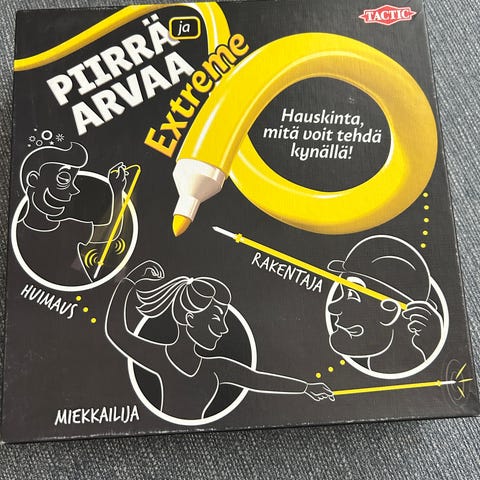 TACTIC
PIIRRÄ ja
ARVAA
Extreme
Hauskinta,
mitä voit tehdä
kynällä!
HUIMAUS
RAKENTAJA
MIEKKAILIJA